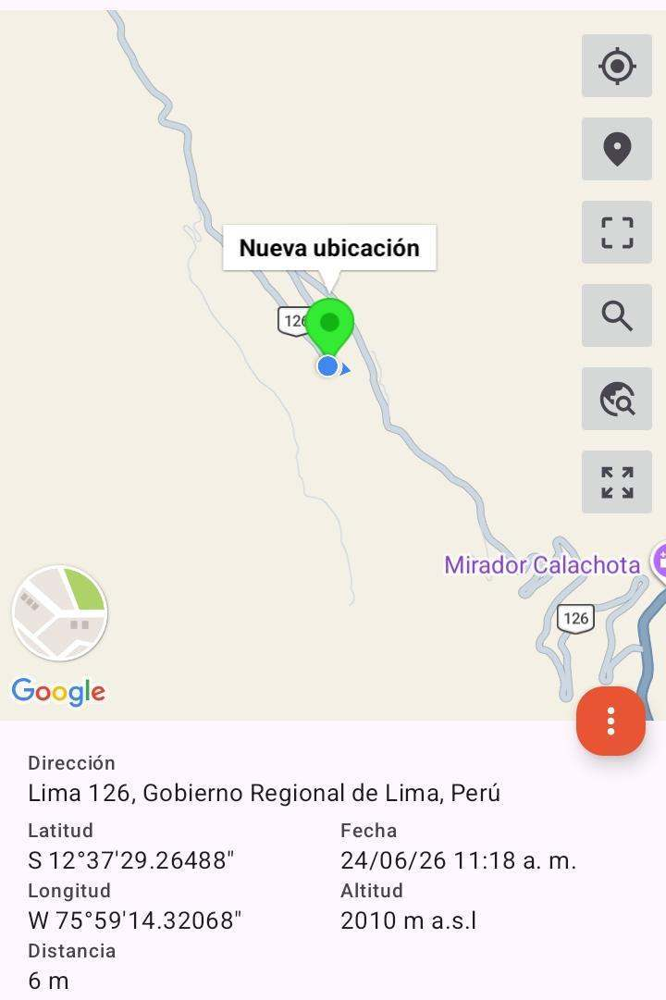 Nueva ubicación
126
Mirador Calachota
126
Google
Dirección
Lima 126, Gobierno Regional de Lima, Perú
Latitud
Fecha
S 12°37'29.26488"
24/06/26 11:18 a. m.
Longitud
Altitud
W 75°59'14.32068"
2010 m a.s.l
Distancia
6 m